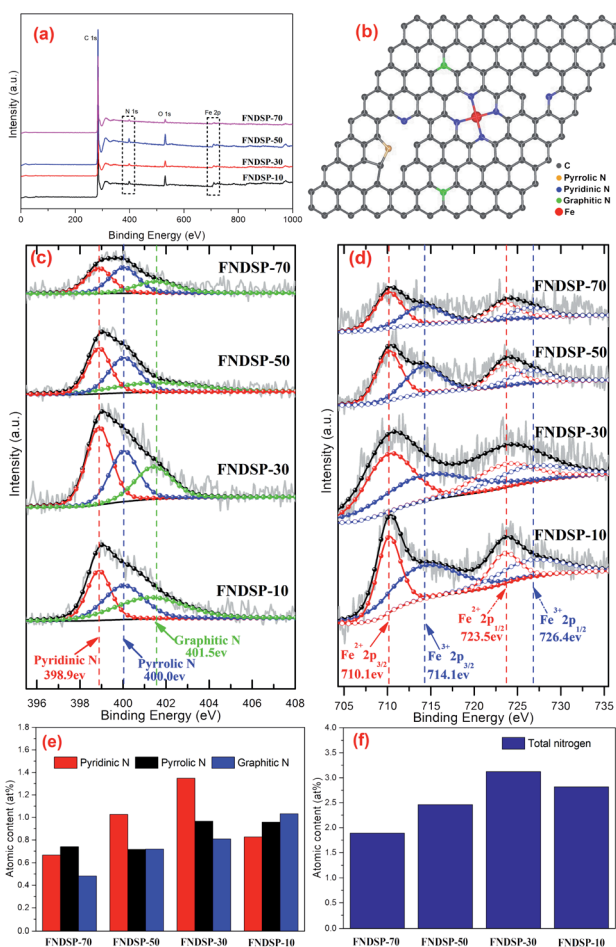 (a)
C 1s
N 1s
O 1s
Fe 2p
FNDSP-70
FNDSP-50
FNDSP-30
FNDSP-10
Intensity (a.u.)
0 200 400 600 800 1000
Binding Energy (eV)
(b)
C
Pyrrolic N
Pyridinic N
Graphitic N
Fe
(c)
FNDSP-70
FNDSP-50
FNDSP-30
FNDSP-10
Graphitic N
401.5ev
Pyridinic N
398.9ev
Pyrrolic N
400.0ev
Intensity (a.u.)
396 398 400 402 404 406 408
Binding Energy (eV)
(d)
FNDSP-70
FNDSP-50
FNDSP-30
FNDSP-10
Fe2+ 2p3/2
710.1ev
Fe3+ 2p3/2
714.1ev
Fe2+ 2p1/2
723.5ev
Fe3+ 2p1/2
726.4ev
Intensity (a.u.)
705 710 715 720 725 730 735
Binding Energy (eV)
(e)
Pyridinic N Pyrrolic N Graphitic N
Atomic content (at%)
1.8
1.6
1.4
1.2
1.0
0.8
0.6
0.4
0.2
0.0
FNDSP-70 FNDSP-50 FNDSP-30 FNDSP-10
(f)
Total nitrogen
Atomic content (at%)
4.0
3.5
3.0
2.5
2.0
1.5
1.0
0.5
0.0
FNDSP-70 FNDSP-50 FNDSP-30 FNDSP-10